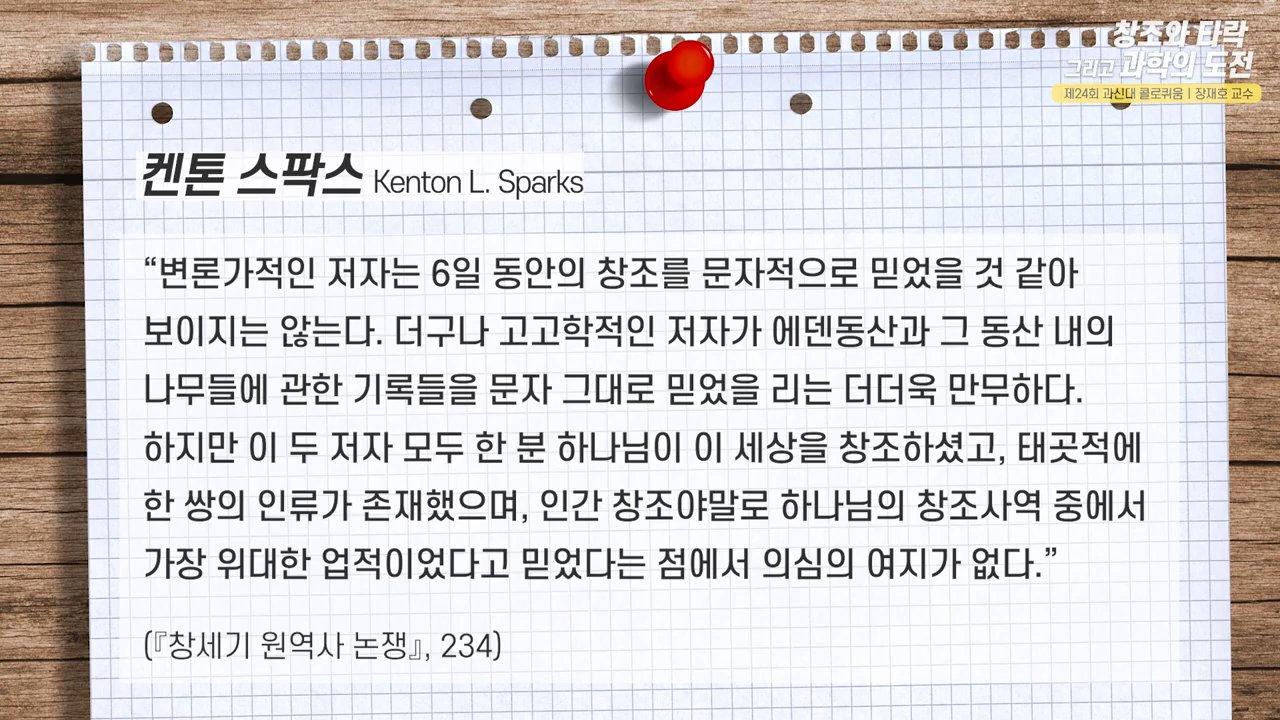 창조와 타락
그리고 과학의 도전
제24회 과신대 콜로퀴움 | 장재호 교수
켄톤 스팍스 Kenton L. Sparks
“변론가적인 저자는 6일 동안의 창조를 문자적으로 믿었을 것 같아
보이지는 않는다. 더구나 고고학적인 저자가 에덴동산과 그 동산 내의
나무들에 관한 기록들을 문자 그대로 믿었을 리는 더더욱 만무하다.
하지만 이 두 저자 모두 한 분 하나님이 이 세상을 창조하셨고, 태곳적에
한 쌍의 인류가 존재했으며, 인간 창조야말로 하나님의 창조사역 중에서
가장 위대한 업적이었다고 믿었다는 점에서 의심의 여지가 없다.”
(『창세기 원역사 논쟁』, 234)